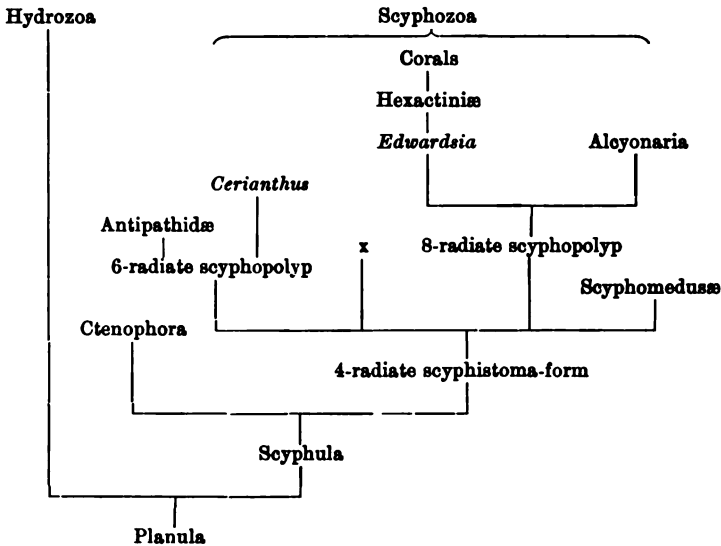 Hydrozoa
Scyphozoa
Corals
Hexactiniæ
Edwardsia
Alcyonaria
Cerianthus
Antipathidæ
x
8-radiate scyphopolyp
6-radiate scyphopolyp
Scyphomedusæ
Ctenophora
4-radiate scyphistoma-form
Scyphula
Planula